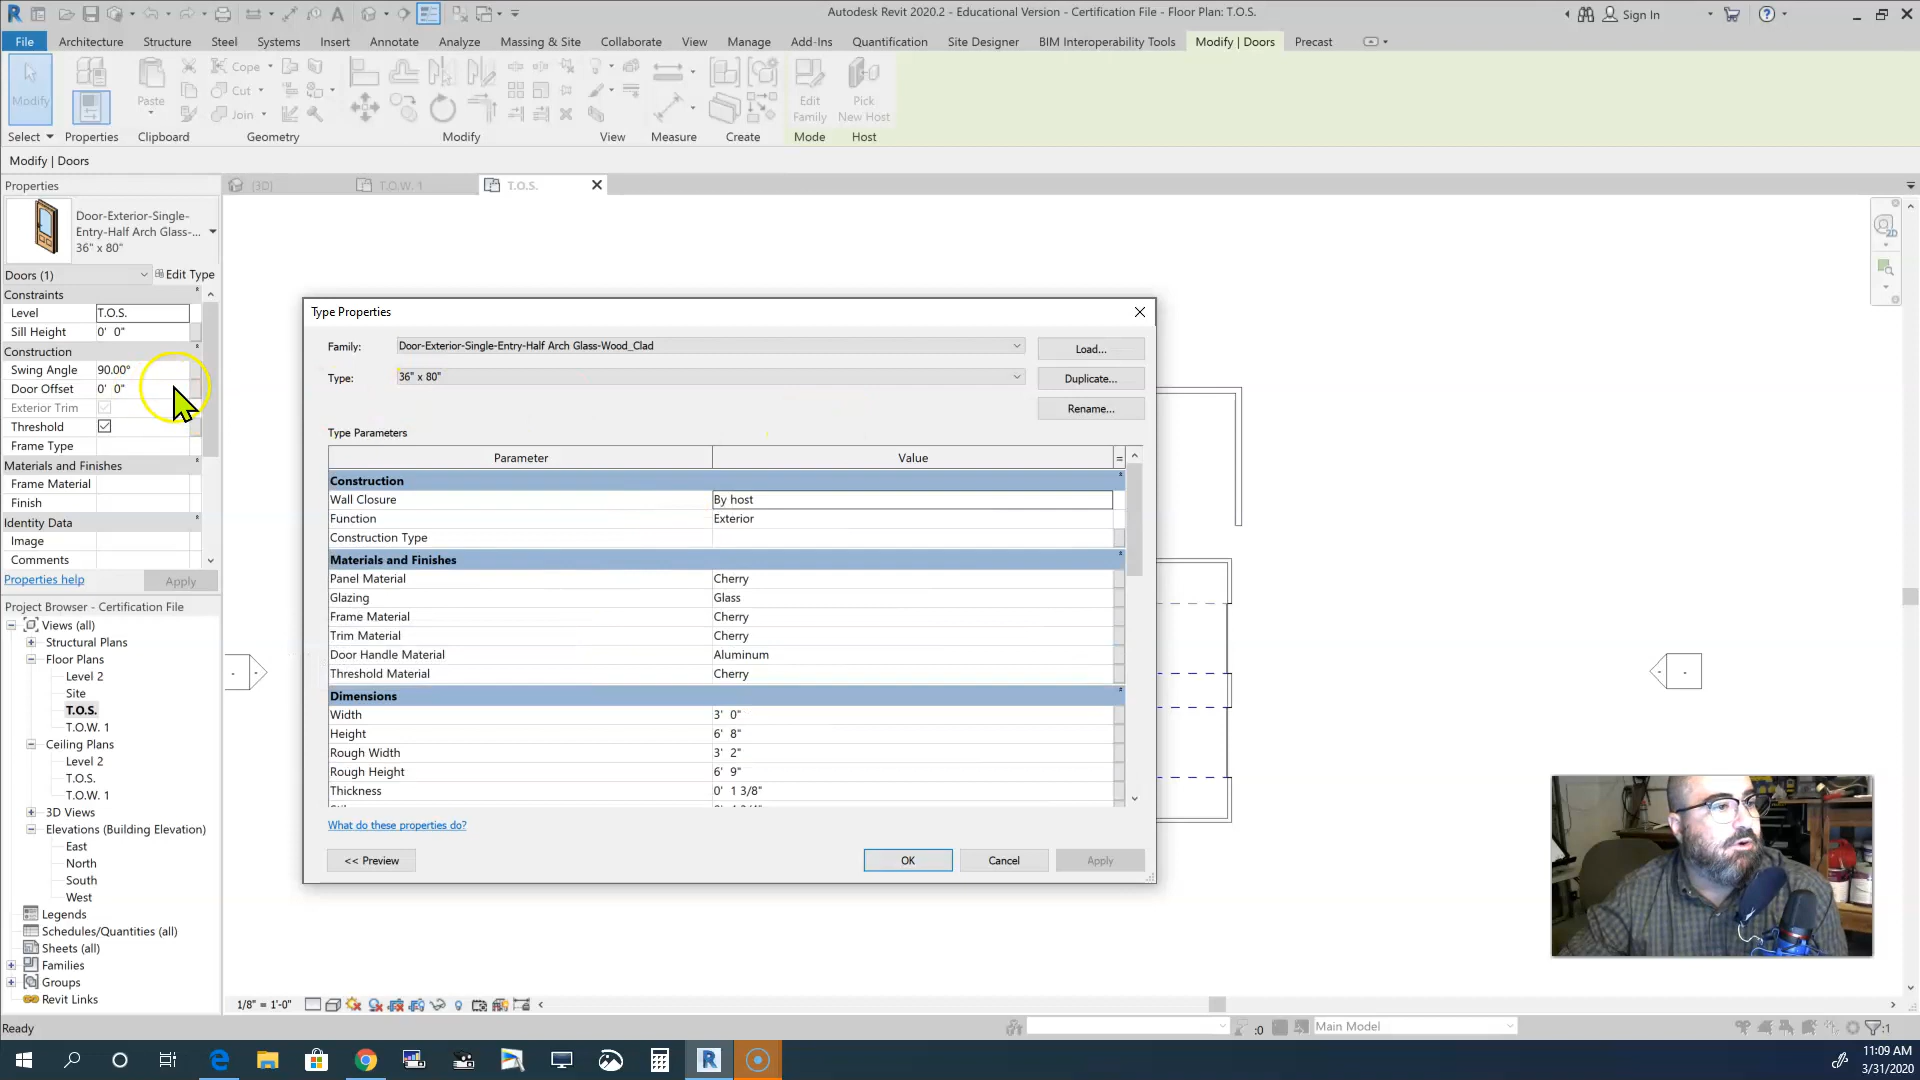 Autodesk Revit 2020.2 - Educational Version - Certification File - Floor Plan: T.O.S.
Sign In
File Architecture Structure Steel Systems Insert Annotate Analyze Massing & Site Collaborate View Manage Add-Ins Quantification Site Designer BIM Interoperability Tools Modify | Doors Precast
Modify
Paste
Cope
Cut
Join
Edit Family
Pick New Host
Select Properties Clipboard Geometry Modify View Measure Create Mode Host
Modify | Doors
Properties
(3D) T.O.W. 1 T.O.S.
Door-Exterior-Single-
Entry-Half Arch Glass-...
36" x 80"
Doors (1) Edit Type
Constraints
Level T.O.S.
Sill Height 0' 0"
Construction
Swing Angle 90.00°
Door Offset 0' 0"
Exterior Trim
Threshold
Frame Type
Materials and Finishes
Frame Material
Finish
Identity Data
Image
Comments
Properties help Apply
Project Browser - Certification File
Views (all)
Structural Plans
Floor Plans
Level 2
Site
T.O.S.
T.O.W. 1
Ceiling Plans
Level 2
T.O.S.
T.O.W. 1
3D Views
Elevations (Building Elevation)
East
North
South
West
Legends
Schedules/Quantities (all)
Sheets (all)
Families
Groups
Revit Links
Type Properties
Family: Door-Exterior-Single-Entry-Half Arch Glass-Wood_Clad Load...
Type: 36" x 80" Duplicate...
Rename...
Type Parameters
Parameter Value =
Construction
Wall Closure By host
Function Exterior
Construction Type
Materials and Finishes
Panel Material Cherry
Glazing Glass
Frame Material Cherry
Trim Material Cherry
Door Handle Material Aluminum
Threshold Material Cherry
Dimensions
Width 3' 0"
Height 6' 8"
Rough Width 3' 2"
Rough Height 6' 9"
Thickness 0' 1 3/8"
What do these properties do?
<< Preview OK Cancel Apply
2D
1/8" = 1'-0"
Ready :0 Main Model :1
11:09 AM
3/31/2020